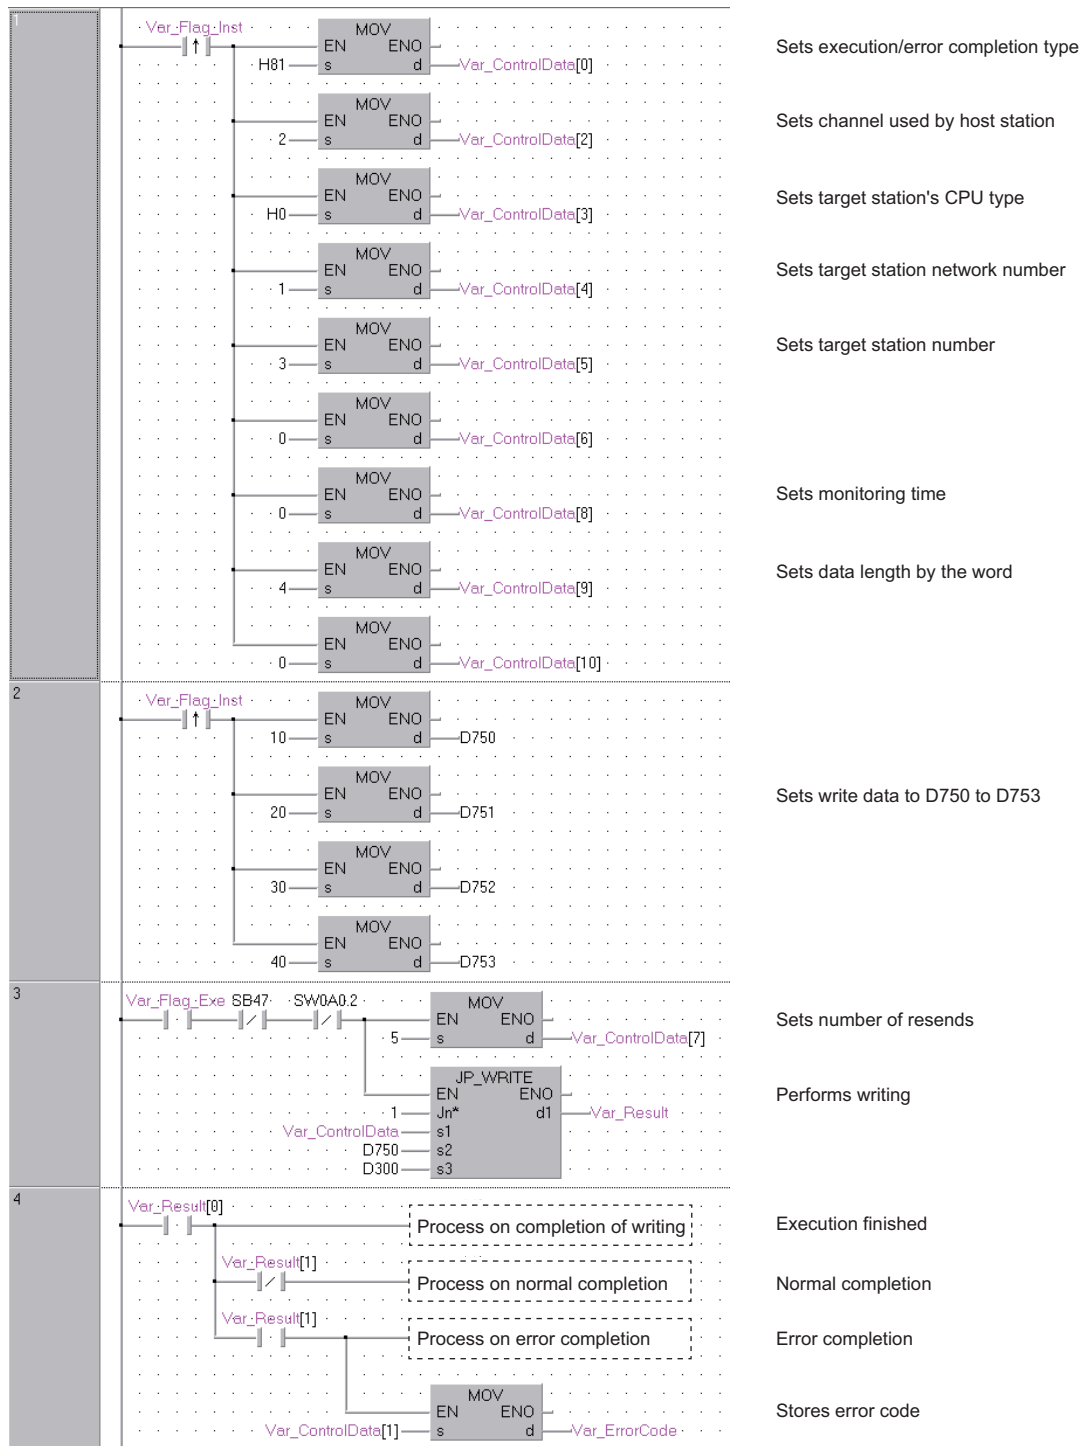 1
Var_Flag_Inst MOV
EN ENO Sets execution/error completion type
H81 s d Var_ControlData[0]
MOV
EN ENO Sets channel used by host station
2 s d Var_ControlData[2]
MOV
EN ENO Sets target station's CPU type
H0 s d Var_ControlData[3]
MOV
EN ENO Sets target station network number
1 s d Var_ControlData[4]
MOV
EN ENO Sets target station number
3 s d Var_ControlData[5]
MOV
EN ENO
0 s d Var_ControlData[6]
MOV
EN ENO Sets monitoring time
0 s d Var_ControlData[8]
MOV
EN ENO Sets data length by the word
4 s d Var_ControlData[9]
MOV
EN ENO
0 s d Var_ControlData[10]
2
Var_Flag_Inst MOV
EN ENO
10 s d D750
MOV
EN ENO Sets write data to D750 to D753
20 s d D751
MOV
EN ENO
30 s d D752
MOV
EN ENO
40 s d D753
3
Var_Flag_Exe SB47 SW0A0.2 MOV
EN ENO Sets number of resends
5 s d Var_ControlData[7]
JP_WRITE
EN ENO Performs writing
1 Jn* d1 Var_Result
Var_ControlData s1
D750 s2
D300 s3
4
Var_Result[0]
Process on completion of writing Execution finished
Var_Result[1]
Process on normal completion Normal completion
Var_Result[1]
Process on error completion Error completion
MOV
EN ENO Stores error code
Var_ControlData[1] s d Var_ErrorCode